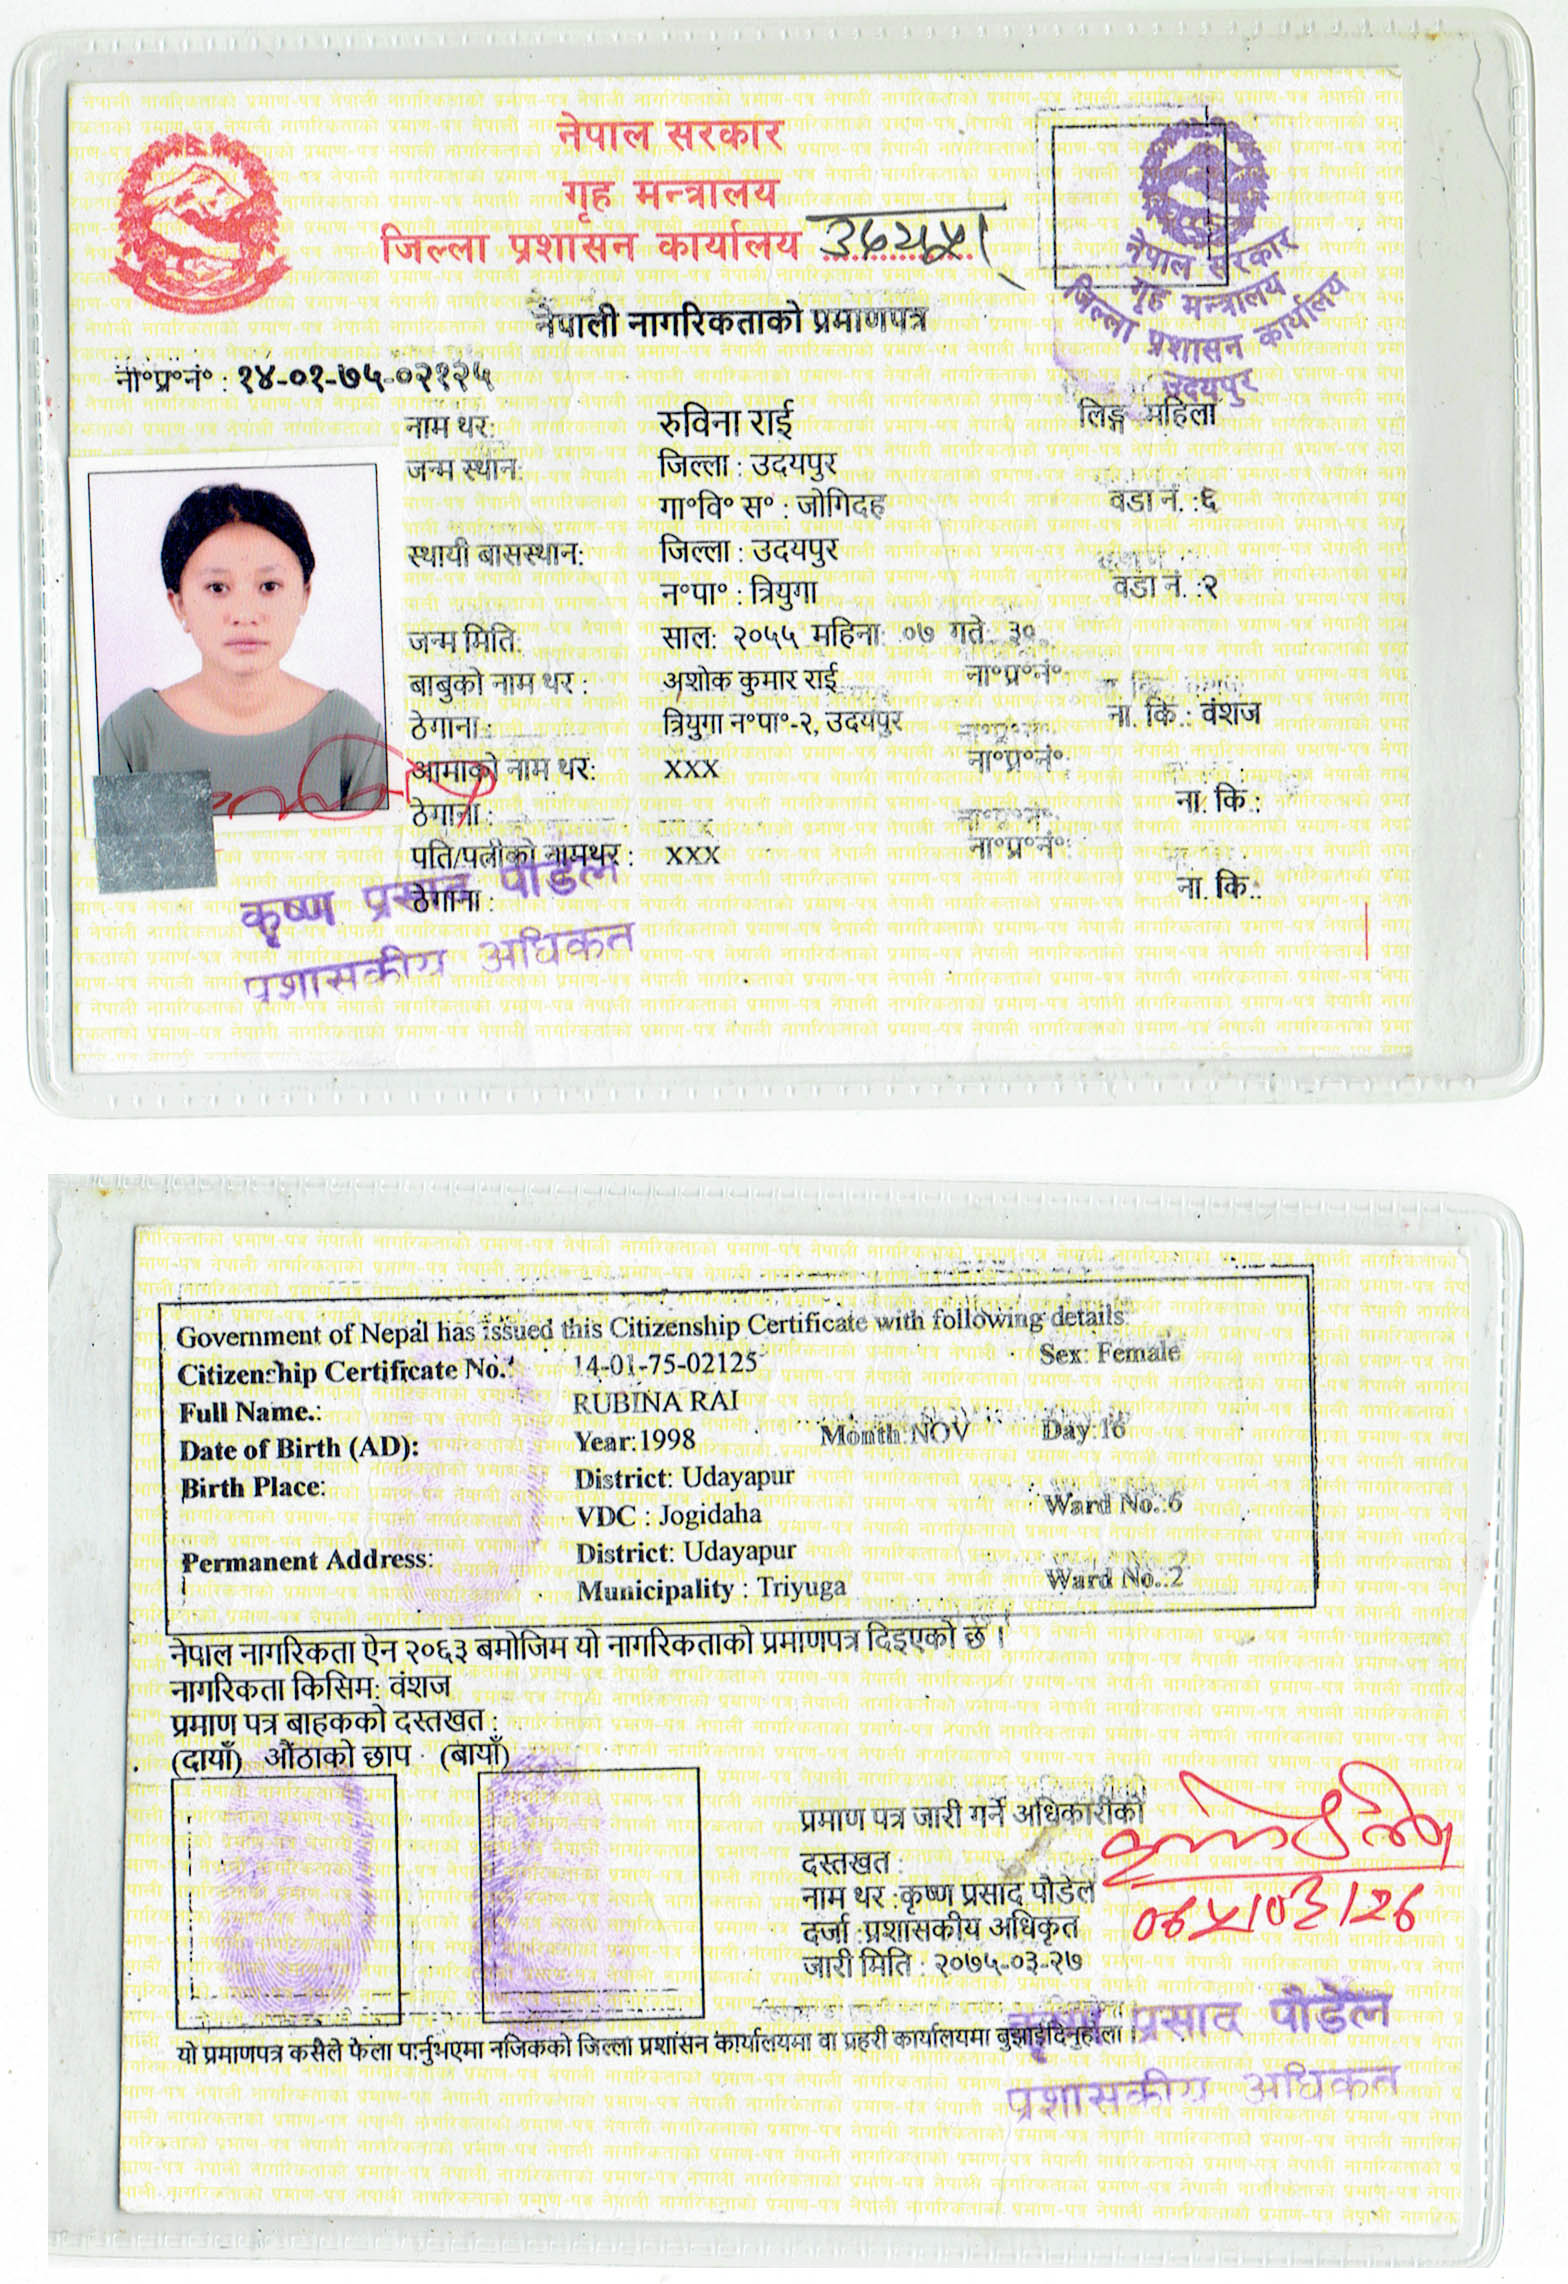 नेपाल सरकार
गृह मन्त्रालय
जिल्ला प्रशासन कार्यालय उदयपुर
नेपाली नागरिकताको प्रमाणपत्र
नेपाल सरकार
गृह मन्त्रालय
जिल्ला प्रशासन कार्यालय
उदयपुर
ना°प्र°नं° : १४-०१-७५-०२१२५
नाम थर: रुविना राई लिङ्ग महिला
जन्म स्थान: जिल्ला : उदयपुर
गा°वि° स° : जोगिदह वडा नं. :६
स्थायी बासस्थान: जिल्ला : उदयपुर
न°पा° : त्रियुगा वडा नं. :२
जन्म मिति: साल: २०५५ महिना: ०७ गते: ३०
बाबुको नाम थर : अशोक कुमार राई ना°प्र°नं°
ठेगाना : त्रियुगा न°पा°-२, उदयपुर ना. कि.: वंशज
आमाको नाम थर: xxx ना°प्र°नं°:
ठेगाना : ना. कि.:
पति/पत्नीको नामथर : xxx ना°प्र°नं°:
ठेगाना : ना. कि.:
कृष्ण प्रसाद पौडेल
प्रशासकीय अधिकृत
Government of Nepal has issued this Citizenship Certificate with following details
Citizenship Certificate No.: 14-01-75-02125 Sex: Female
Full Name.: RUBINA RAI
Date of Birth (AD): Year:1998 Month:NOV Day:16
Birth Place: District: Udayapur
VDC : Jogidaha Ward No.:6
Permanent Address: District: Udayapur
Municipality : Triyuga Ward No.:2
नेपाल नागरिकता ऐन २०६३ बमोजिम यो नागरिकताको प्रमाणपत्र दिइएको छ ।
नागरिकता किसिम: वंशज
प्रमाण पत्र बाहकको दस्तखत :
(दायाँ) औंठाको छाप (बायाँ)
प्रमाण पत्र जारी गर्ने अधिकारीको
दस्तखत :
नाम थर :कृष्ण प्रसाद पौडेल
दर्जा :प्रशासकीय अधिकृत
जारी मिति : २०७५-०३-२७
कृष्ण प्रसाद पौडेल
प्रशासकीय अधिकृत
यो प्रमाणपत्र कसैले फेला पार्नुभएमा नजिकको जिल्ला प्रशासन कार्यालयमा वा प्रहरी कार्यालयमा बुझाईदिनुहोला ।